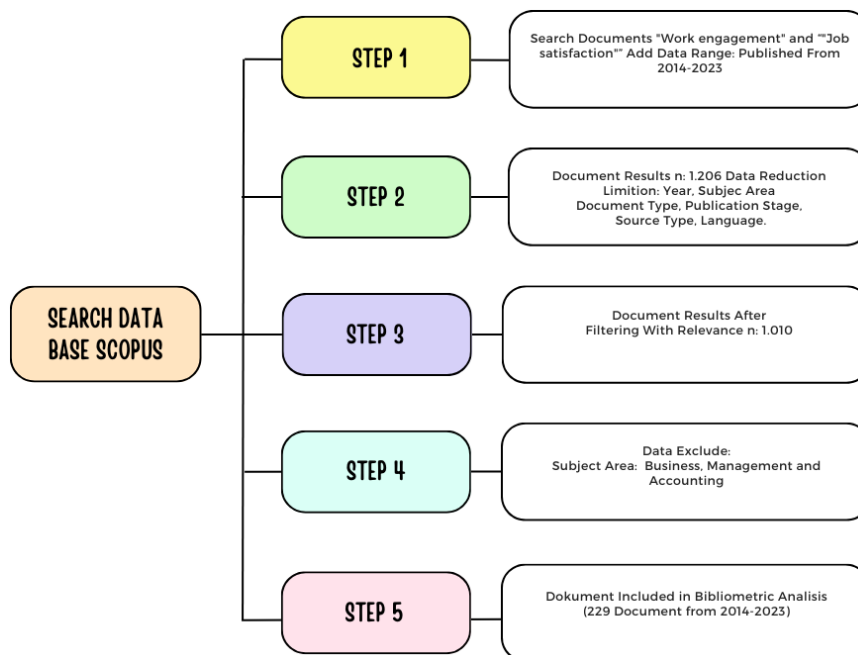 STEP 1
Search Documents "Work engagement" and ""Job
satisfaction"" Add Data Range: Published From
2014-2023
STEP 2
Document Results n: 1.206 Data Reduction
Limition: Year, Subjec Area
Document Type, Publication Stage,
Source Type, Language.
SEARCH DATA
BASE SCOPUS
STEP 3
Document Results After
Filtering With Relevance n: 1.010
STEP 4
Data Exclude:
Subject Area: Business, Management and
Accounting
STEP 5
Dokument Included in Bibliometric Analisis
(229 Document from 2014-2023)